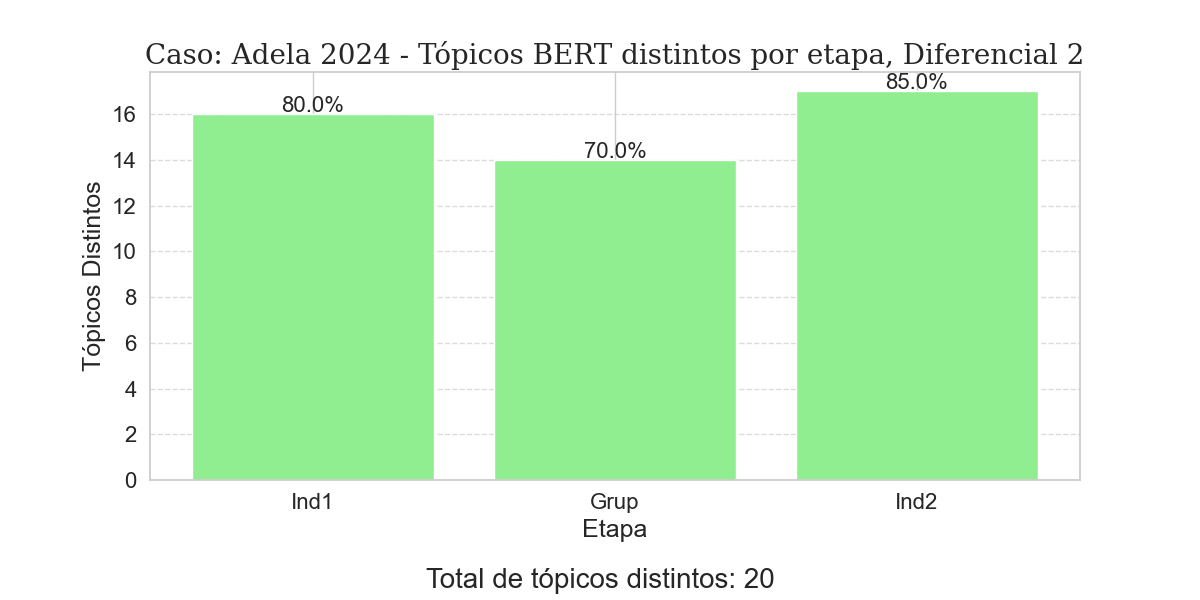 Caso: Adela 2024 - Tópicos BERT distintos por etapa, Diferencial 2
80.0%
70.0%
85.0%
Tópicos Distintos
16
14
12
10
8
6
4
2
0
Ind1
Grup
Ind2
Etapa
Total de tópicos distintos: 20